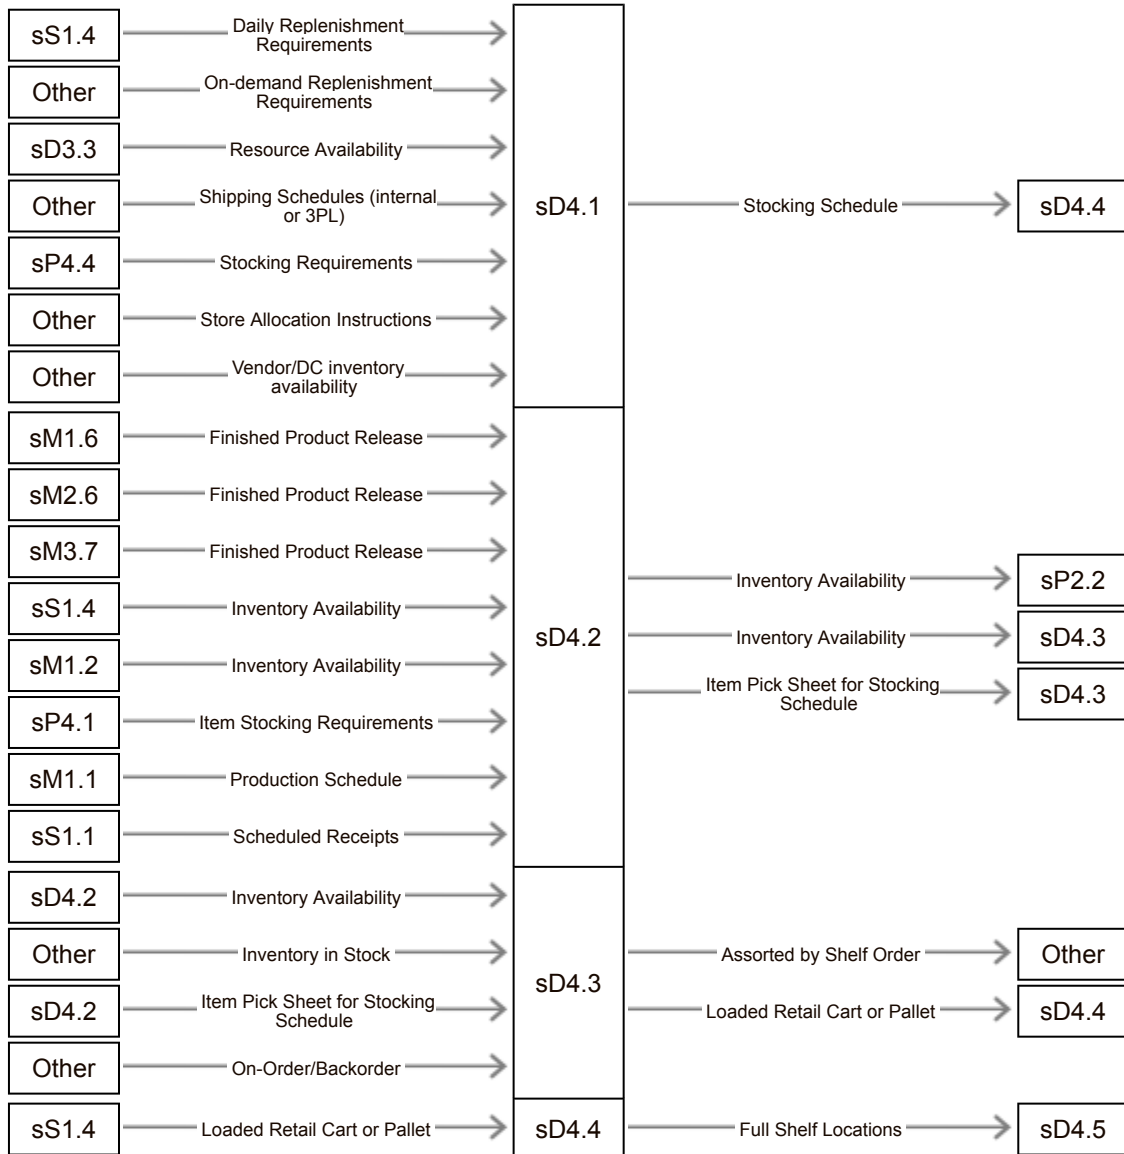 sS1.4
Daily Replenishment
Requirements
Other
On-demand Replenishment
Requirements
sD3.3
Resource Availability
Other
Shipping Schedules (internal
or 3PL)
sP4.4
Stocking Requirements
Other
Store Allocation Instructions
Other
Vendor/DC inventory
availability
sD4.1
Stocking Schedule
sD4.4
sM1.6
Finished Product Release
sM2.6
Finished Product Release
sM3.7
Finished Product Release
sS1.4
Inventory Availability
sM1.2
Inventory Availability
sP4.1
Item Stocking Requirements
sM1.1
Production Schedule
sS1.1
Scheduled Receipts
sD4.2
Inventory Availability
sP2.2
Inventory Availability
sD4.3
Item Pick Sheet for Stocking
Schedule
sD4.3
sD4.2
Inventory Availability
Other
Inventory in Stock
sD4.2
Item Pick Sheet for Stocking
Schedule
Other
On-Order/Backorder
sD4.3
Assorted by Shelf Order
Other
Loaded Retail Cart or Pallet
sD4.4
sS1.4
Loaded Retail Cart or Pallet
sD4.4
Full Shelf Locations
sD4.5